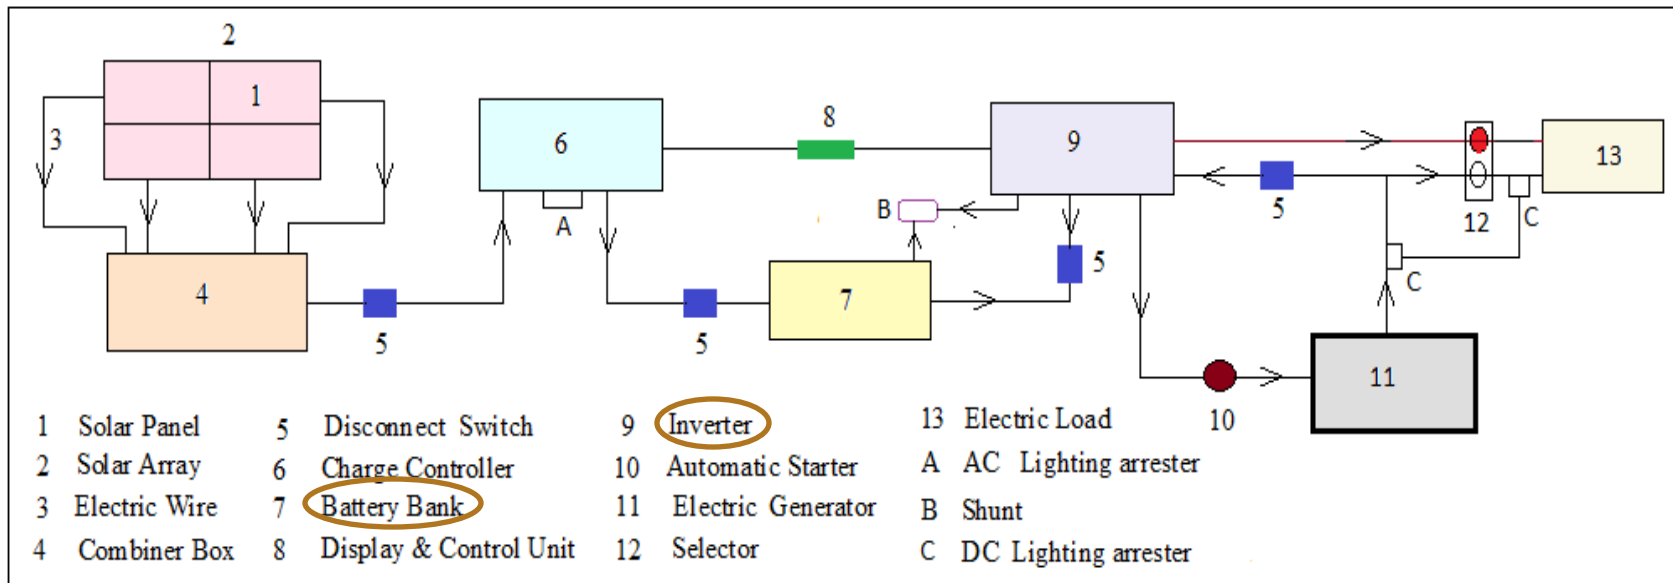 2
1
3
8
6
9
13
A
B
5
12
C
4
5
5
7
5
C
11
10
1 Solar Panel
2 Solar Array
3 Electric Wire
4 Combiner Box
5 Disconnect Switch
6 Charge Controller
7 Battery Bank
8 Display & Control Unit
9 Inverter
10 Automatic Starter
11 Electric Generator
12 Selector
13 Electric Load
A AC Lighting arrester
B Shunt
C DC Lighting arrester